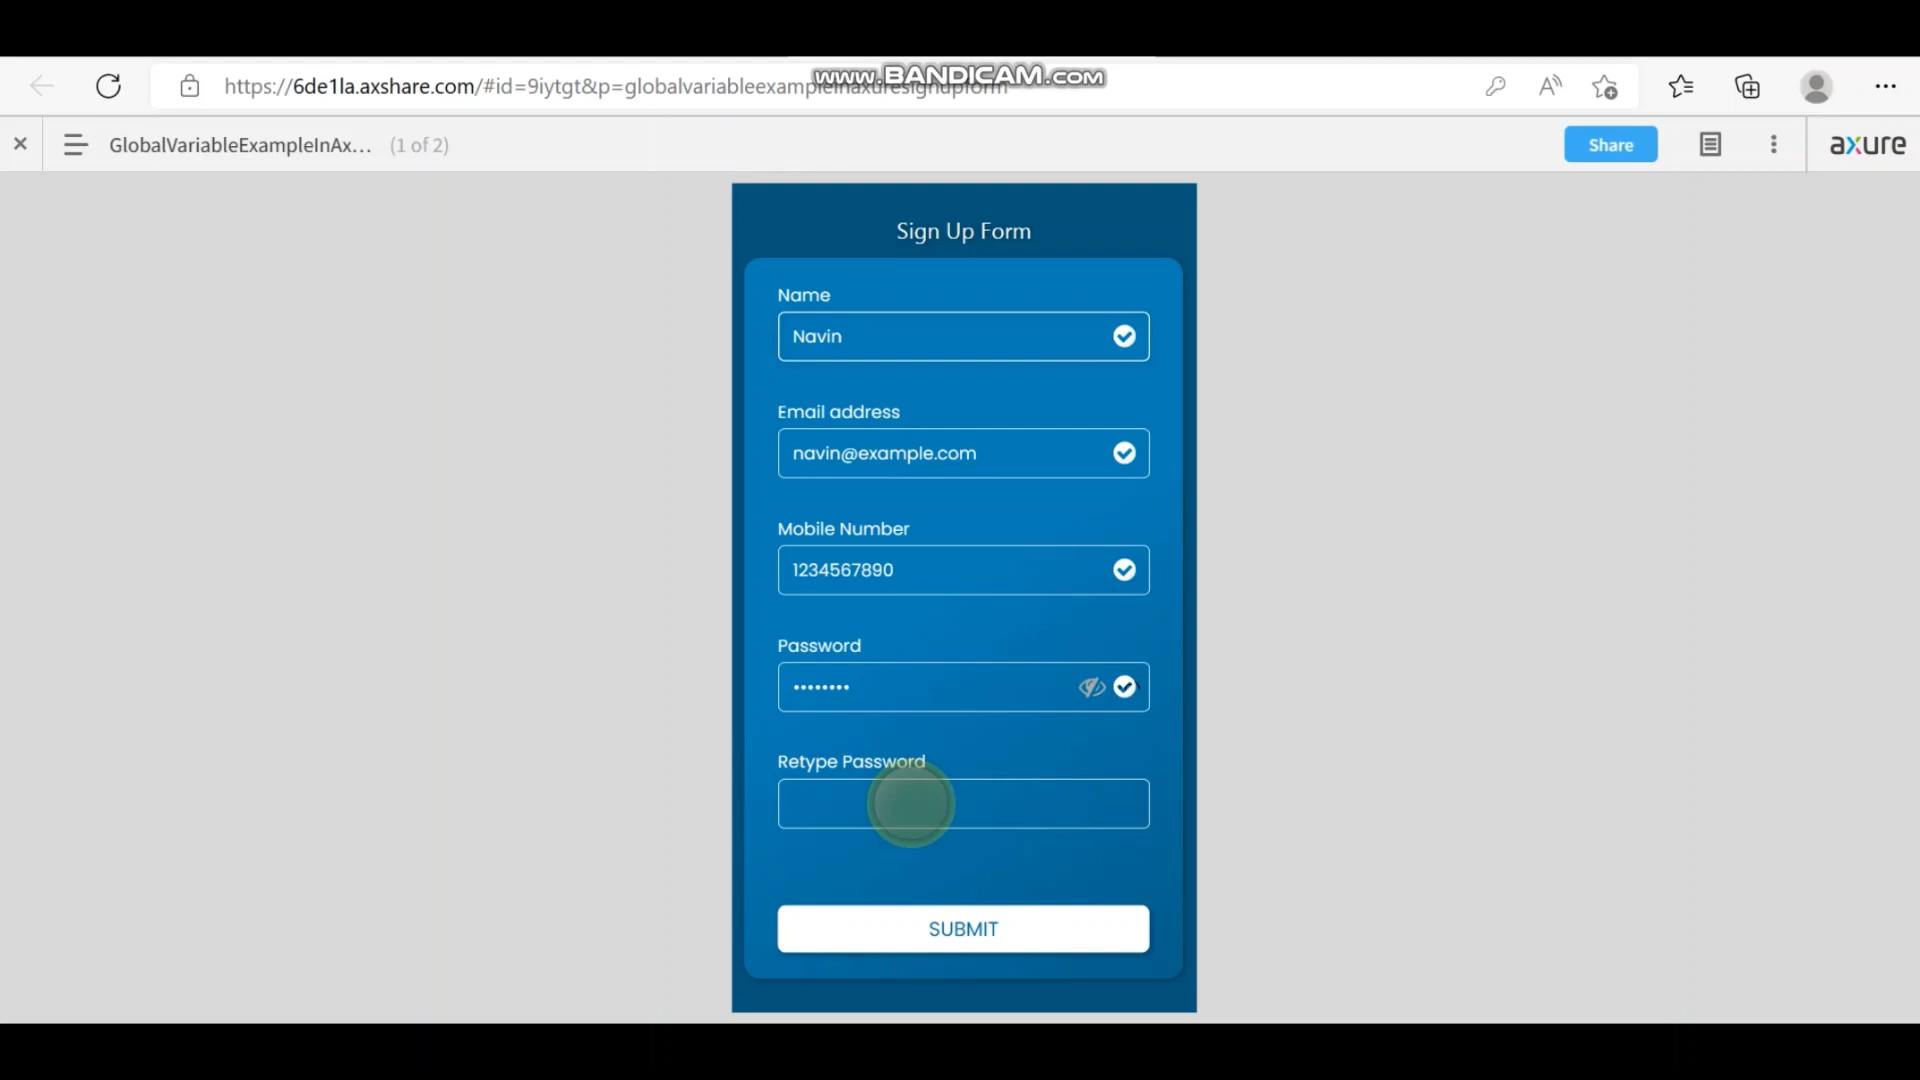 www.BANDICAM.com
https://6de1la.axshare.com/#id=9iytgt&p=globalvariableexampleinaxuresignupform
GlobalVariableExampleInAx... (1 of 2)
Share
axure
Sign Up Form
Name
Navin
Email address
navin@example.com
Mobile Number
1234567890
Password
••••••••
Retype Password
SUBMIT